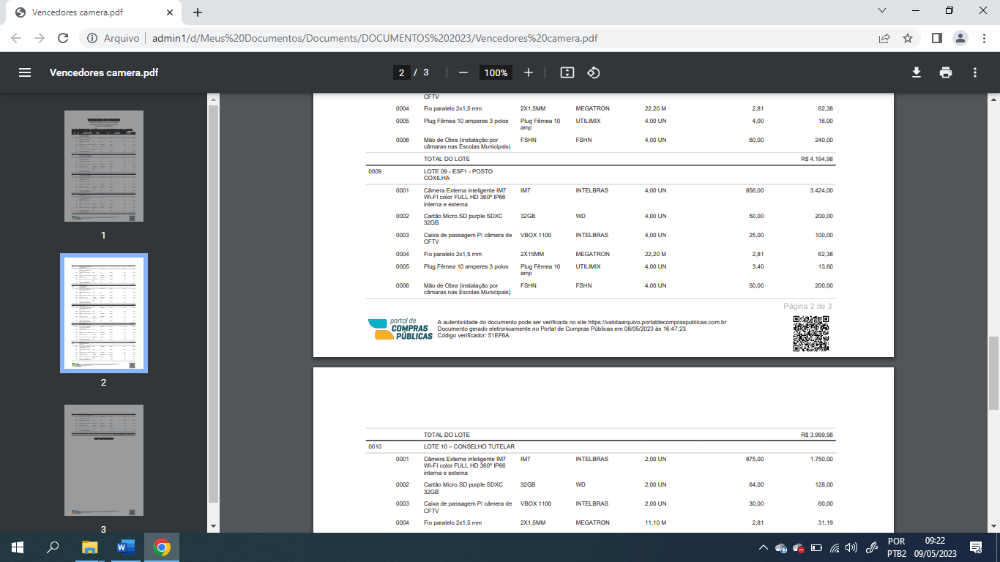 Vencedores camera.pdf
Arquivo admin1/d/Meus%20Documentos/Documents/DOCUMENTOS%202023/Vencedores%20camera.pdf
Vencedores camera.pdf 2 / 3 100%
1
2
3
CFTV
0004 Fio paralelo 2x1,5 mm 2X1,5MM MEGATRON 22,20 M 2,81 62,38
0005 Plug Fêmea 10 amperes 3 polos Plug Fêmea 10 UTILIMIX 4,00 UN 4,00 16,00
amp
0006 Mão de Obra (instalação por FSHN FSHN 4,00 UN 60,00 240,00
câmaras nas Escolas Municipais)
TOTAL DO LOTE R$ 4.194,98
0009 LOTE 09 - ESF1 - POSTO
COXILHA
0001 Câmera Externa inteligente IM7 IM7 INTELBRAS 4,00 UN 856,00 3.424,00
WI-FI color FULL HD 360º IP66
interna e externa
0002 Cartão Micro SD purple SDXC 32GB WD 4,00 UN 50,00 200,00
32GB
0003 Caixa de passagem P/ câmera de VBOX 1100 INTELBRAS 4,00 UN 25,00 100,00
CFTV
0004 Fio paralelo 2x1,5 mm 2X15MM MEGATRON 22,20 M 2,81 62,38
0005 Plug Fêmea 10 amperes 3 polos Plug Fêmea 10 UTILIMIX 4,00 UN 3,40 13,60
amp
0006 Mão de Obra (instalação por FSHN FSHN 4,00 UN 50,00 200,00
câmaras nas Escolas Municipais)
Página 2 de 3
portal de
COMPRAS
PÚBLICAS
A autenticidade do documento pode ser verificada no site https://validaarquivo.portaldecompraspublicas.com.br
Documento gerado eletronicamente no Portal de Compras Públicas em 08/05/2023 às 16:47:23.
Código verificador: 51EF6A
TOTAL DO LOTE R$ 3.999,98
0010 LOTE 10 – CONSELHO TUTELAR
0001 Câmera Externa inteligente IM7 IM7 INTELBRAS 2,00 UN 875,00 1.750,00
WI-FI color FULL HD 360º IP66
interna e externa
0002 Cartão Micro SD purple SDXC 32GB WD 2,00 UN 64,00 128,00
32GB
0003 Caixa de passagem P/ câmera de VBOX 1100 INTELBRAS 2,00 UN 30,00 60,00
CFTV
0004 Fio paralelo 2x1,5 mm 2X1,5MM MEGATRON 11,10 M 2,81 31,19
POR 09:22
PTB2 09/05/2023